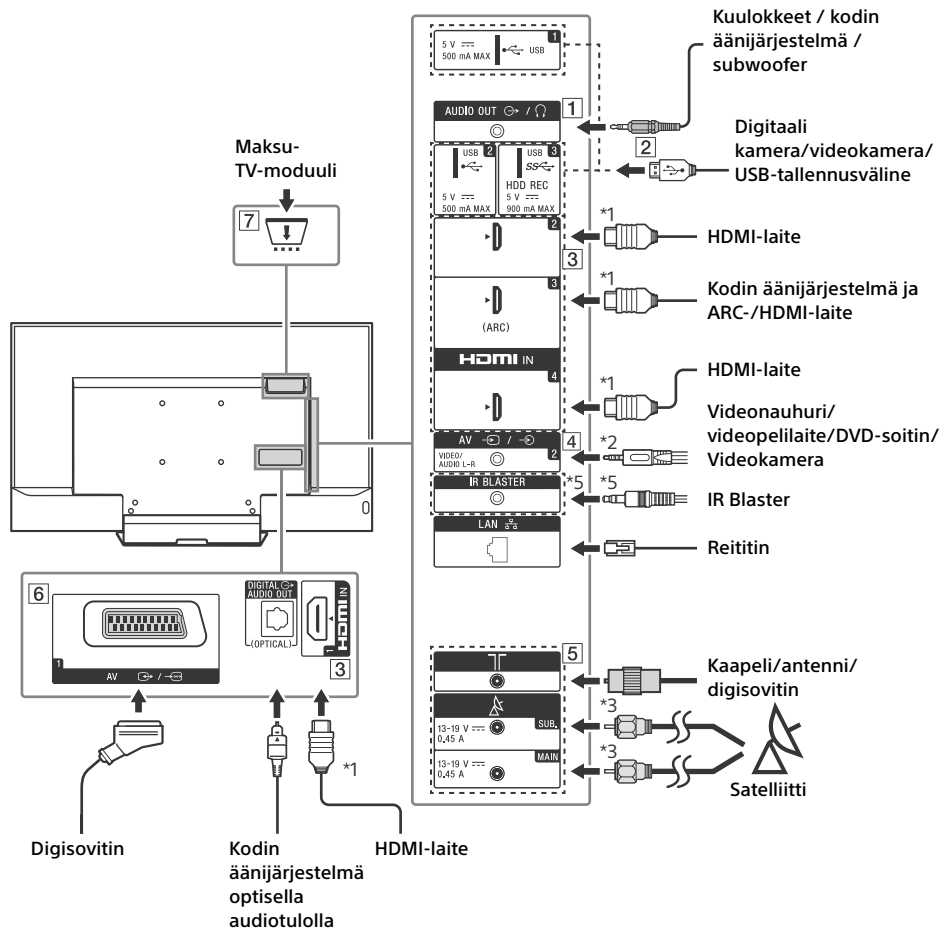 Kuulokkeet / kodin
äänijärjestelmä /
subwoofer
1
5 V
500 mA MAX
USB
AUDIO OUT /
1
Digitaali
kamera/videokamera/
USB-tallennusväline
2
USB 2
5 V
500 mA MAX
USB 3
SS
HDD REC
5 V
900 mA MAX
Maksu-
TV-moduuli
7
2
*1
HDMI-laite
3
3
(ARC)
*1
Kodin äänijärjestelmä ja
ARC-/HDMI-laite
HDMI IN
4
*1
HDMI-laite
AV /
VIDEO/
AUDIO L-R
2
4
*2
Videonauhuri/
videopelilaite/DVD-soitin/
Videokamera
IR BLASTER
*5
*5
IR Blaster
LAN
Reititin
6
1
AV /
DIGITAL
AUDIO OUT
(OPTICAL)
1
HDMI IN
3
5
Kaapeli/antenni/
digisovitin
13-19 V
0.45 A
SUB.
*3
13-19 V
0.45 A
MAIN
*3
Satelliitti
*1
Digisovitin
Kodin
äänijärjestelmä
optisella
audiotulolla
HDMI-laite